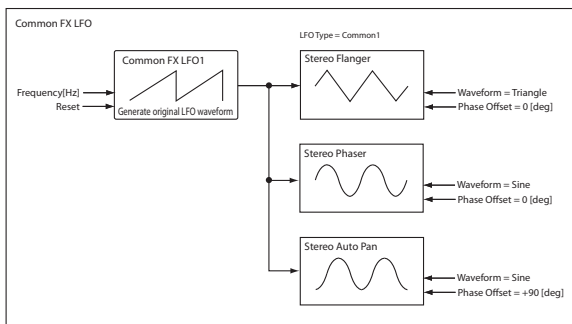 Common FX LFO
LFO Type = Common1
Common FX LFO1
Generate original LFO waveform
Frequency[Hz]
Reset
Stereo Flanger
Waveform = Triangle
Phase Offset = 0 [deg]
Stereo Phaser
Waveform = Sine
Phase Offset = 0 [deg]
Stereo Auto Pan
Waveform = Sine
Phase Offset = +90 [deg]